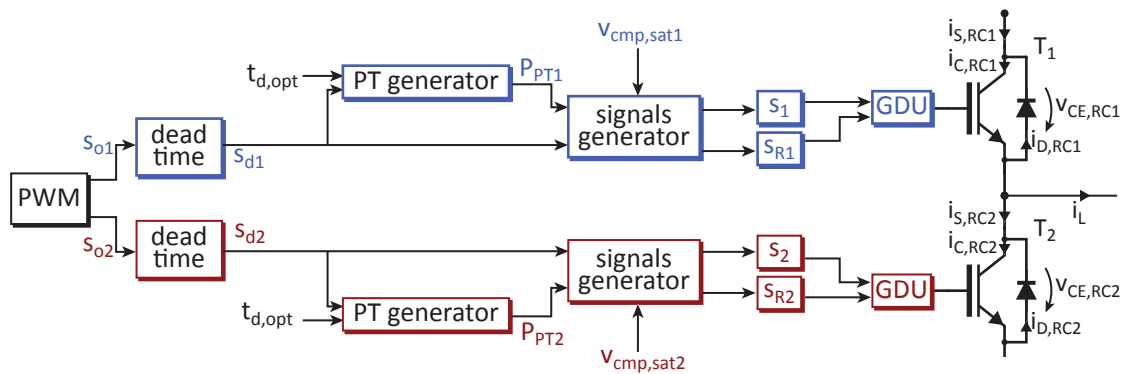 PWM
s_o1
dead
time
s_d1
t_d,opt
PT generator
P_PT1
v_cmp,sat1
signals
generator
s_1
s_R1
GDU
i_S,RC1
i_C,RC1
T_1
v_CE,RC1
i_D,RC1
i_L
s_o2
dead
time
s_d2
t_d,opt
PT generator
P_PT2
signals
generator
v_cmp,sat2
s_2
s_R2
GDU
i_S,RC2
i_C,RC2
T_2
v_CE,RC2
i_D,RC2